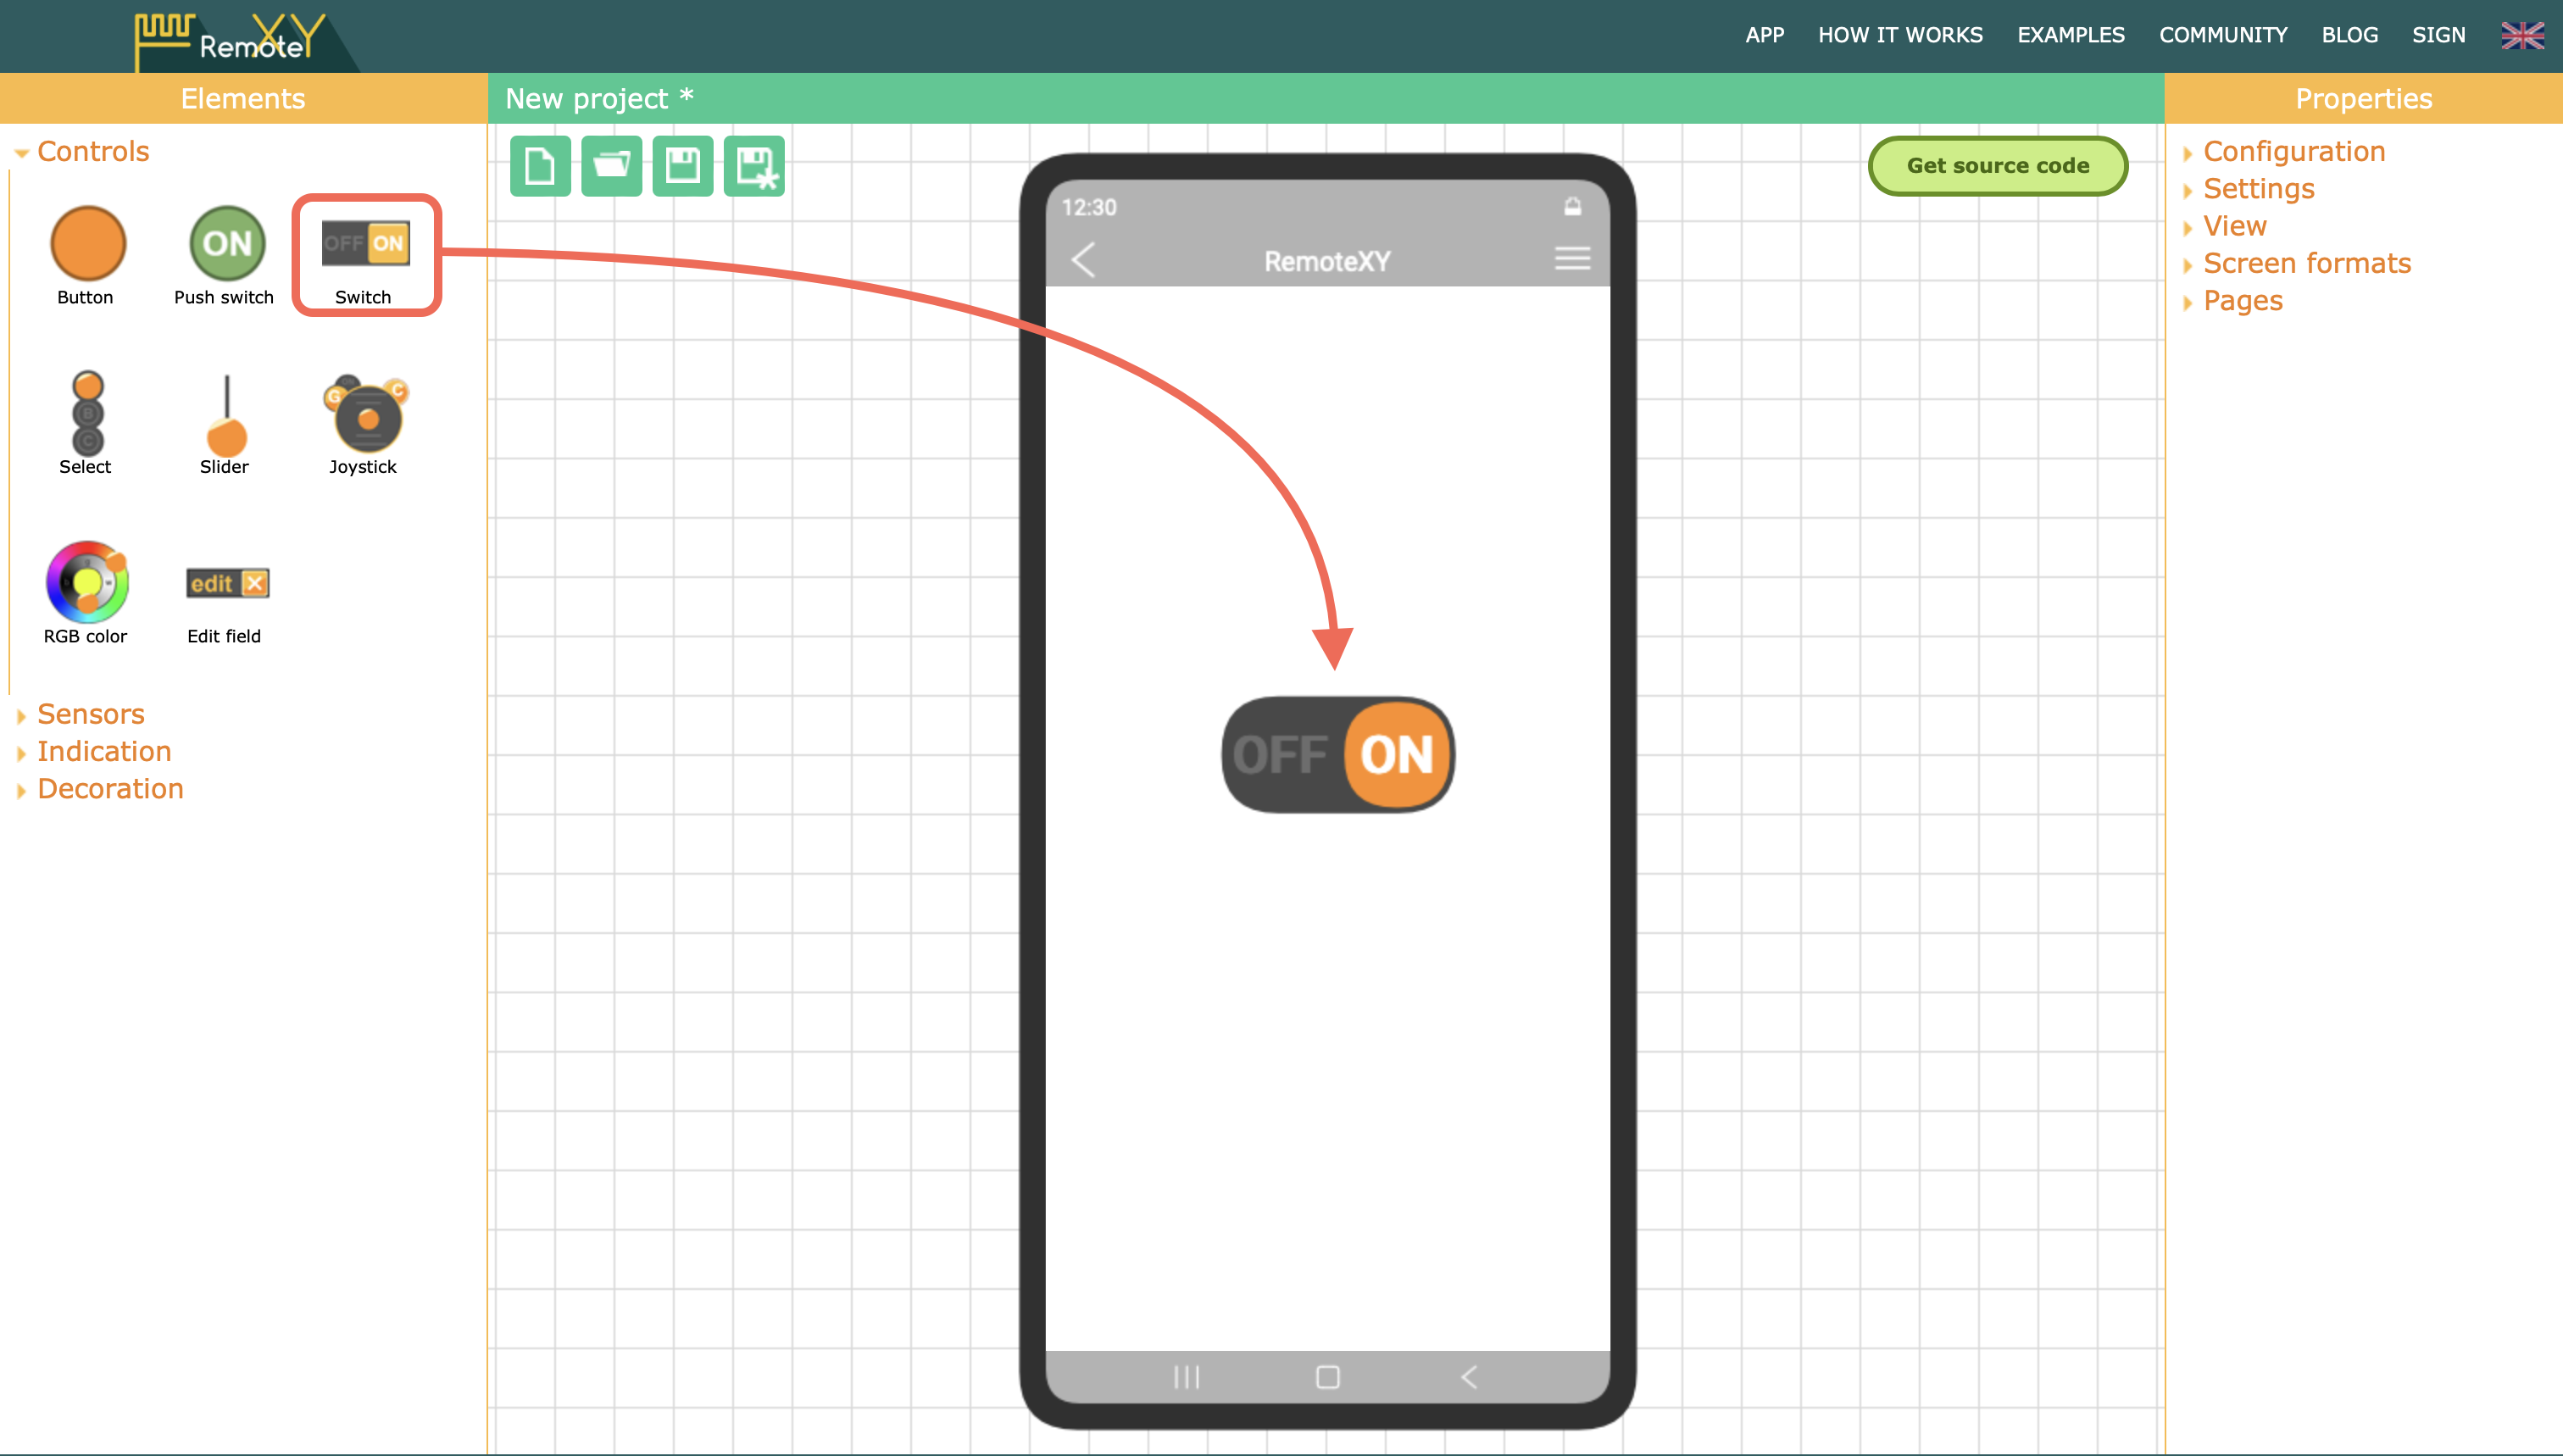 RemoteXY
APP HOW IT WORKS EXAMPLES COMMUNITY BLOG SIGN
Elements
New project *
Properties
Controls
ON
OFF ON
Button
Push switch
Switch
B
C
G
ON
C
Select
Slider
Joystick
edit
RGB color
Edit field
Sensors
Indication
Decoration
Get source code
12:30
RemoteXY
OFF ON
Configuration
Settings
View
Screen formats
Pages